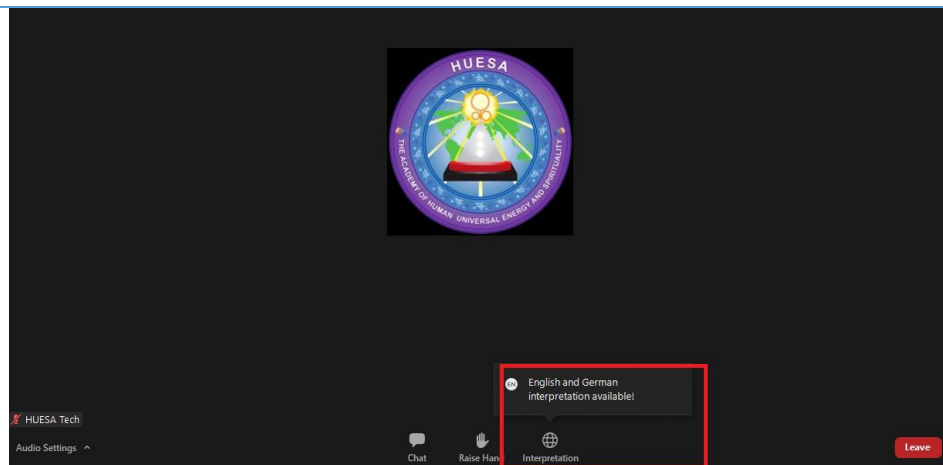 HUESA
THE ACADEMY OF HUMAN UNIVERSAL ENERGY AND SPIRITUALITY
EN
English and German
interpretation available!
HUESA Tech
Audio Settings
Chat
Raise Hand
Interpretation
Leave